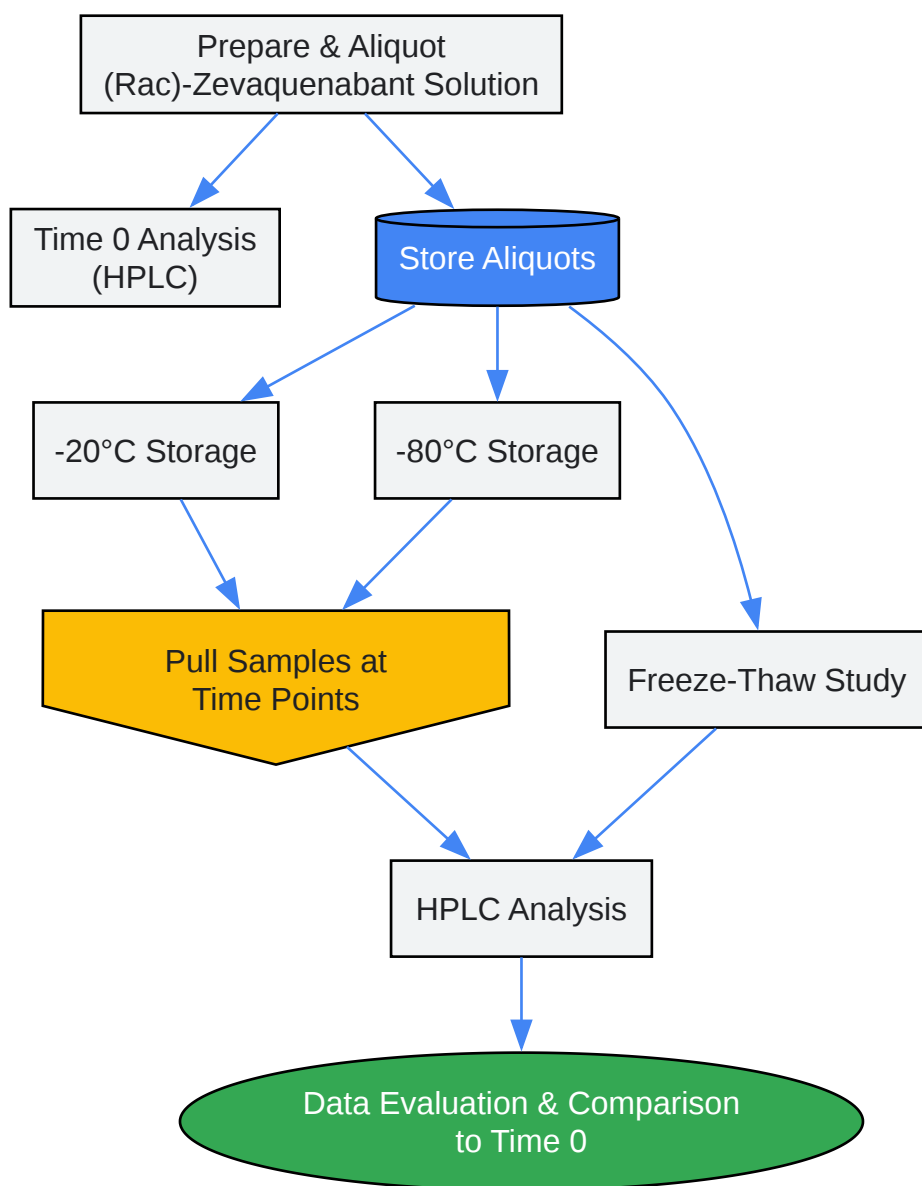 Prepare & Aliquot
(Rac)-Zevaquenabant Solution
Time 0 Analysis
(HPLC)
Store Aliquots
-20°C Storage
-80°C Storage
Pull Samples at
Time Points
Freeze-Thaw Study
HPLC Analysis
Data Evaluation & Comparison
to Time 0